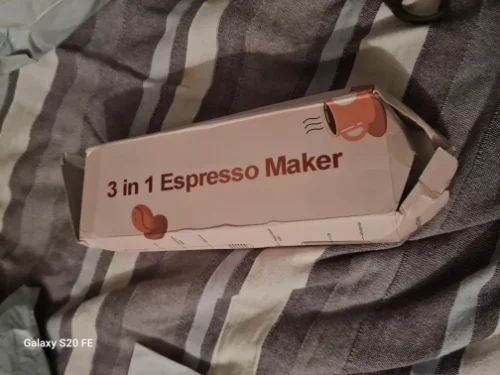 3 in 1 Espresso Maker
Galaxy S20 FE